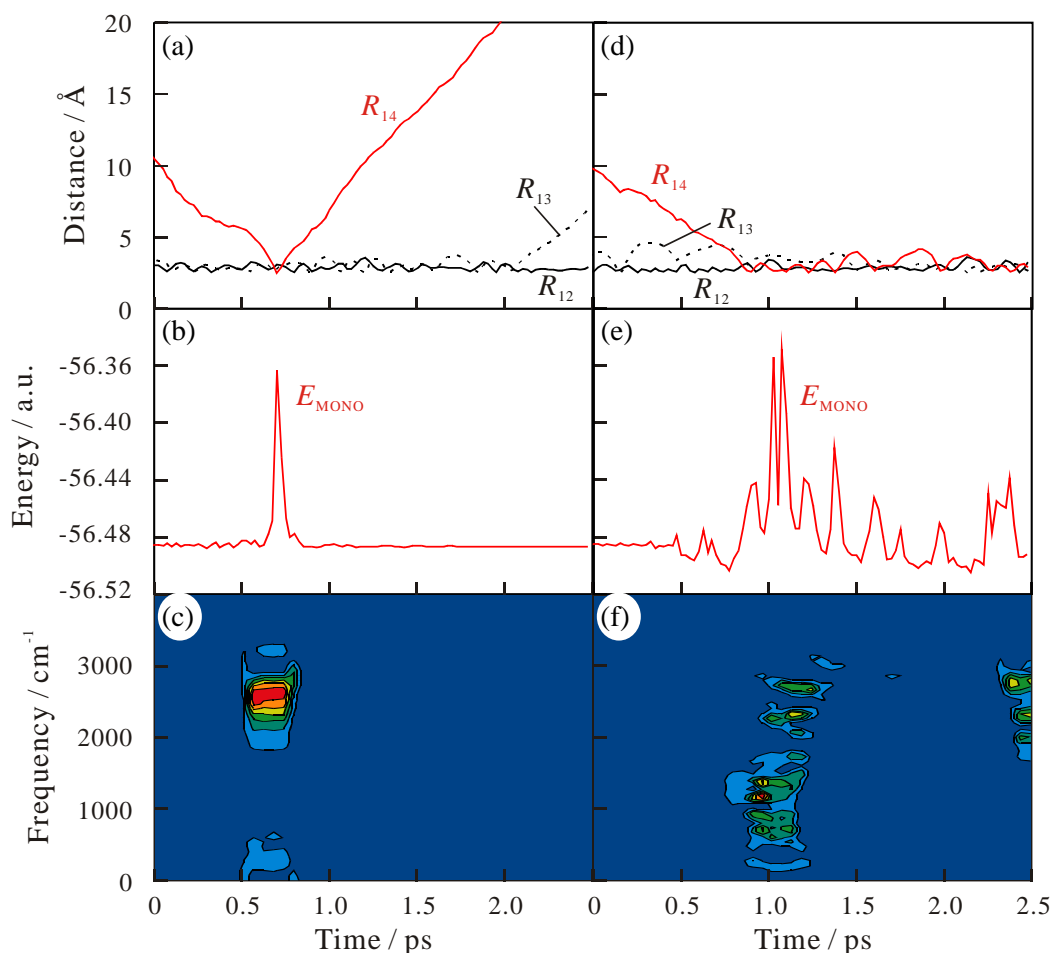 (a)
(d)
Distance / Å
20
15
10
5
0
R14
R13
R12
R14
R13
R12
(b)
(e)
Energy / a.u.
-56.36
-56.40
-56.44
-56.48
-56.52
EMONO
EMONO
(c)
(f)
Frequency / cm-1
3000
2000
1000
0
0 0.5 1.0 1.5 2.0
0 0.5 1.0 1.5 2.0 2.5
Time / ps
Time / ps